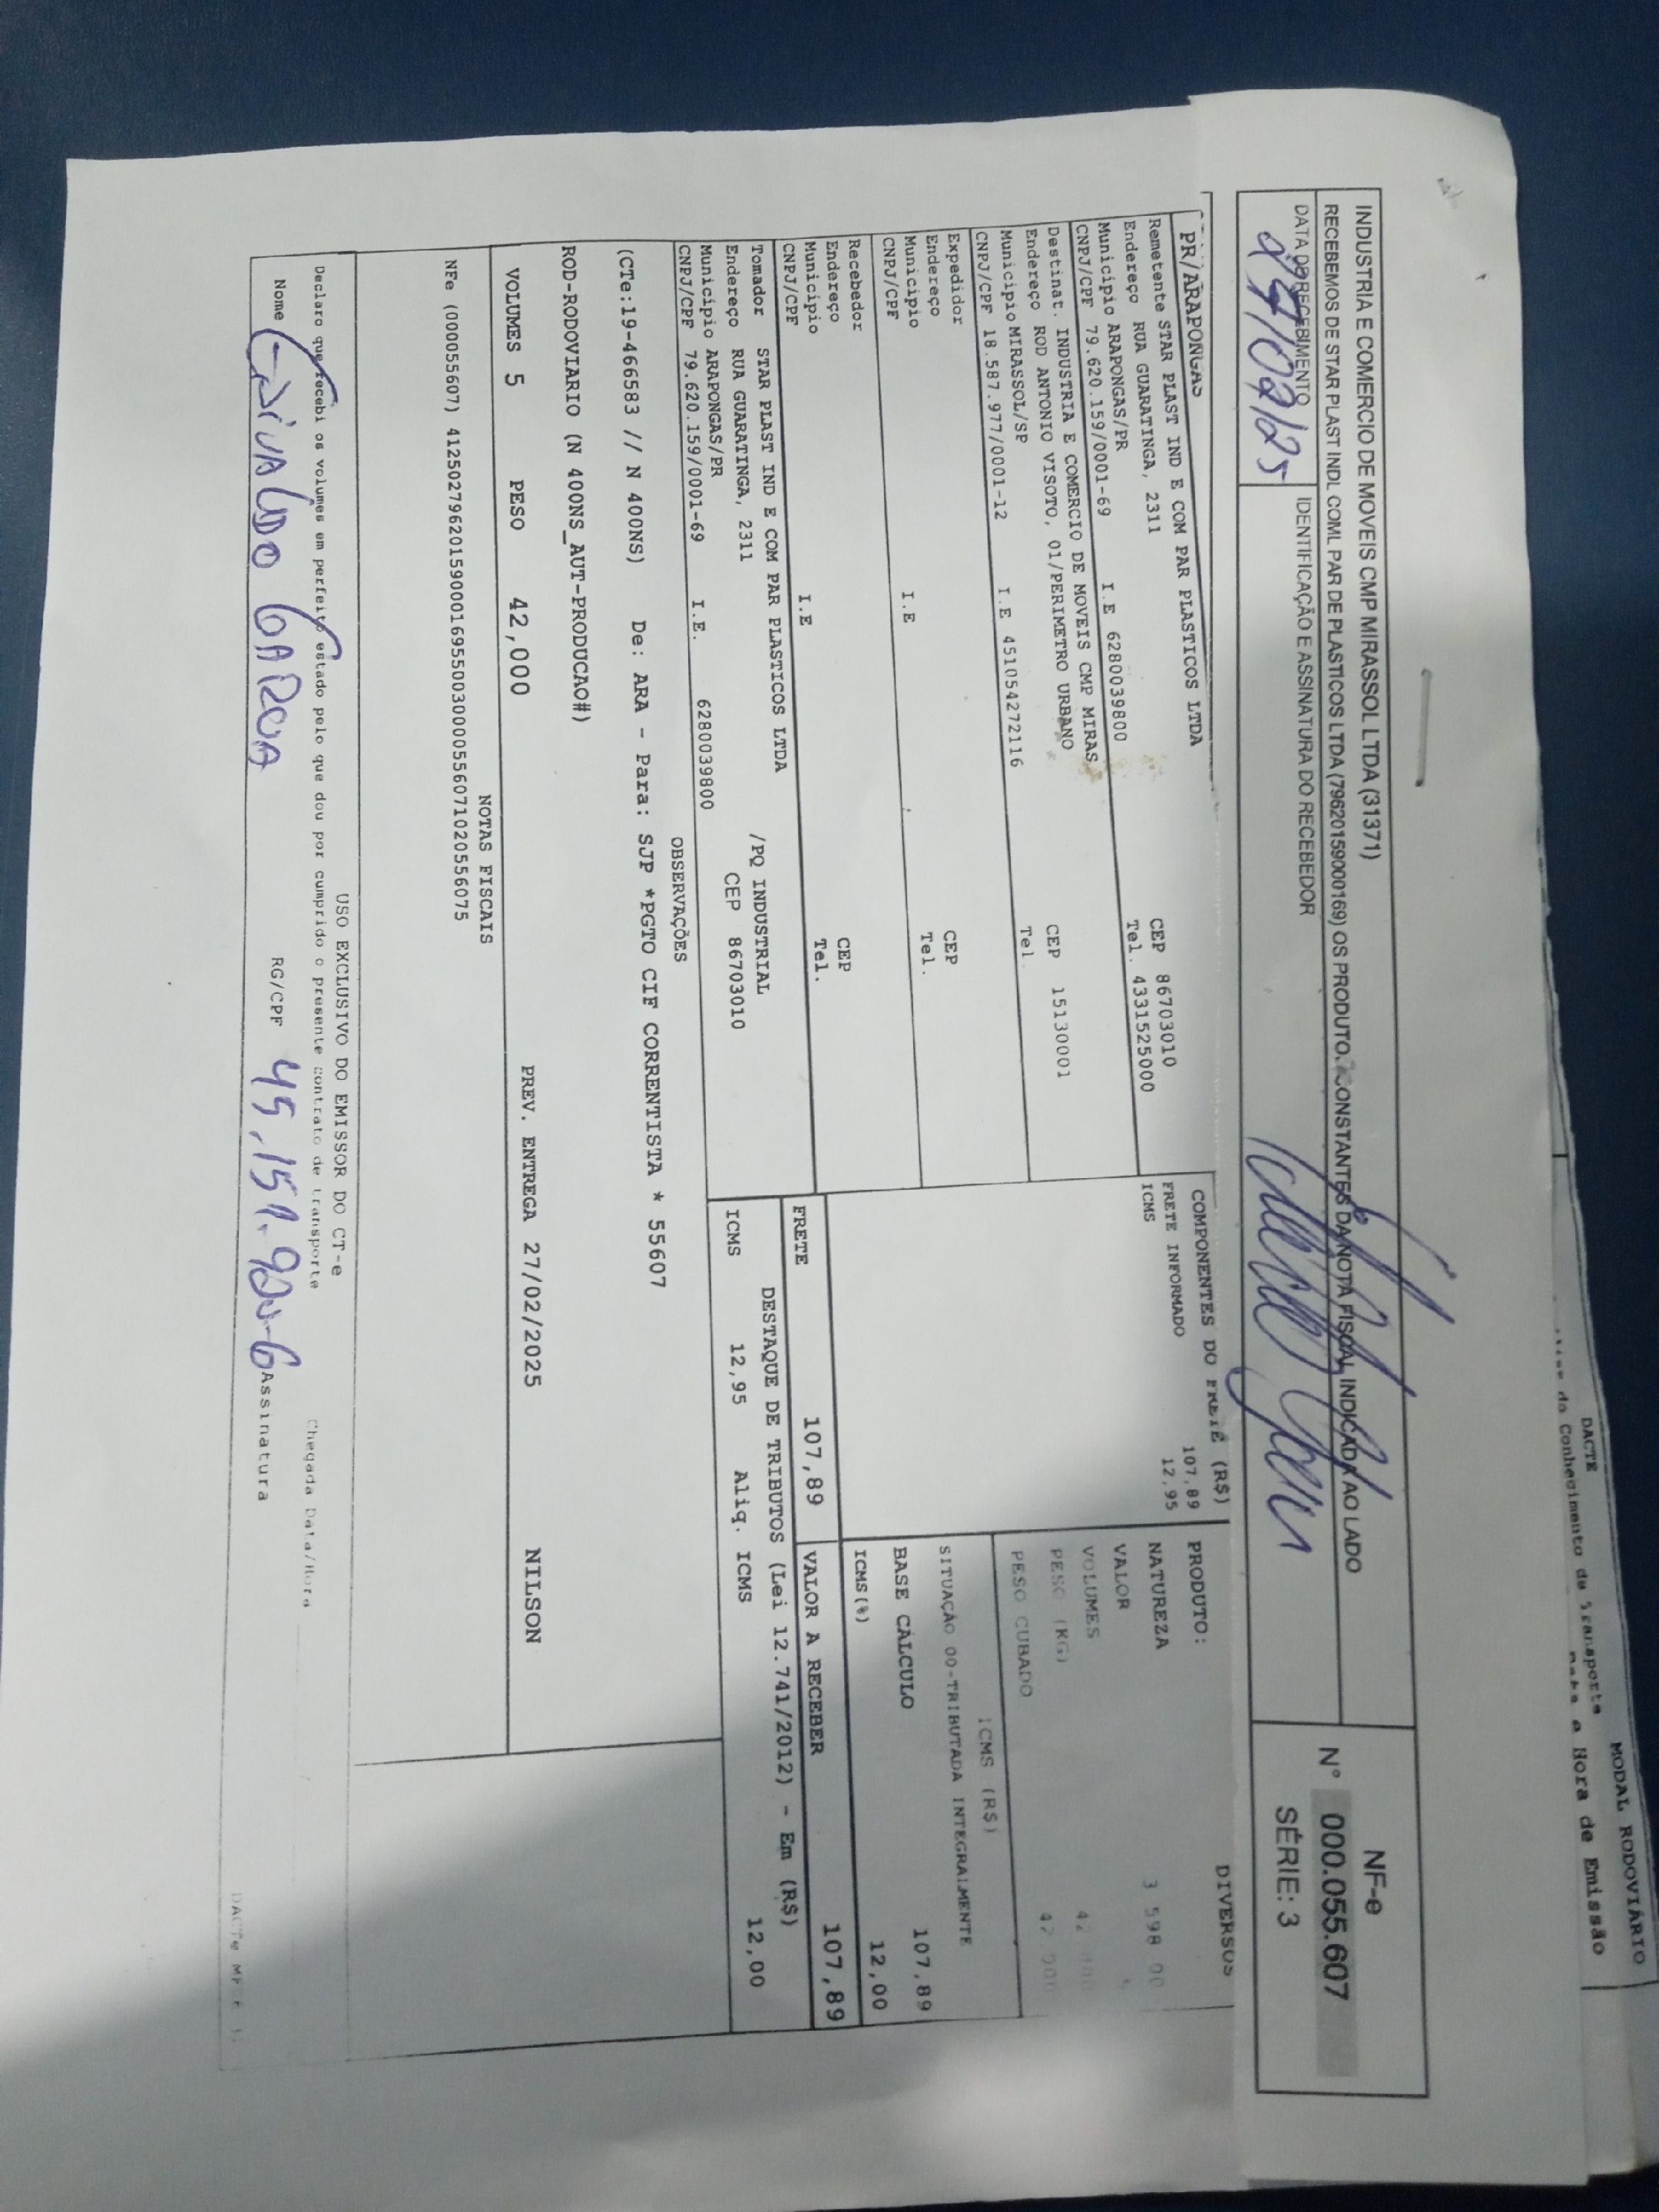 DACTE
MODAL RODOVIÁRIO
do Conhecimento de Transporte
Hora de Emissão
INDUSTRIA E COMERCIO DE MOVEIS CMP MIRASSOL LTDA (31371)
RECEBEMOS DE STAR PLAST INDL COML PAR DE PLASTICOS LTDA (79620159000169) OS PRODUTO CONSTANTES DA NOTA FISCAL INDICADA AO LADO
DATA DE RECEBIMENTO
IDENTIFICAÇÃO E ASSINATURA DO RECEBEDOR
27/02/25
NF-e
N° 000.055.607
SÉRIE: 3
PR/ARAPONGAS
Remetente STAR PLAST IND E COM PAR PLASTICOS LTDA
Endereço RUA GUARATINGA, 2311
CEP 86703010
Municipio ARAPONGAS/PR
Tel. 4331525000
CNPJ/CPF 79.620.159/0001-69 I.E 6280039800
Destinat. INDUSTRIA E COMERCIO DE MOVEIS CMP MIRAS
Endereço ROD ANTONIO VISOTO, 01/PERIMETRO URBANO
CEP 15130001
Municipio MIRASSOL/SP
Tel
CNPJ/CPF 18.587.977/0001-12 I.E 451054272116
Expedidor
Endereço
CEP
Municipio
Tel.
CNPJ/CPF I.E
Recebedor
Endereço
CEP
Município
Tel.
CNPJ/CPF I.E
Tomador STAR PLAST IND E COM PAR PLASTICOS LTDA
Endereço RUA GUARATINGA, 2311 /PQ INDUSTRIAL
Município ARAPONGAS/PR CEP 86703010
CNPJ/CPF 79.620.159/0001-69 I.E. 6280039800
COMPONENTES DO FRETE (R$)
FRETE INFORMADO 107,89
ICMS 12,95
DIVERSOS
PRODUTO:
NATUREZA
VALOR 3 598 00
VOLUMES
PESO (KG)
PESO CUBADO
ICMS (R$)
SITUAÇÃO 00-TRIBUTADA INTEGRALMENTE
BASE CÁLCULO 107,89
ICMS(%) 12,00
FRETE 107,89
VALOR A RECEBER 107,89
DESTAQUE DE TRIBUTOS (Lei 12.741/2012) - Em (R$)
ICMS 12,95 Aliq. ICMS 12,00
OBSERVAÇÕES
(CTe:19-466583 // N 400NS) De: ARA - Para: SJP *PGTO CIF CORRENTISTA * 55607
ROD-RODOVIARIO (N 400NS_AUT-PRODUCAO#)
VOLUMES 5 PESO 42,000 PREV. ENTREGA 27/02/2025 NILSON
NOTAS FISCAIS
NFe (000055607) 41250279620159000169550030000556071020556075
USO EXCLUSIVO DO EMISSOR DO CT-e
Declaro que recebi os volumes em perfeito estado pelo que dou por cumprido o presente contrato de transporte
Chegada Data/Hora
Nome
RG/CPF
Assinatura